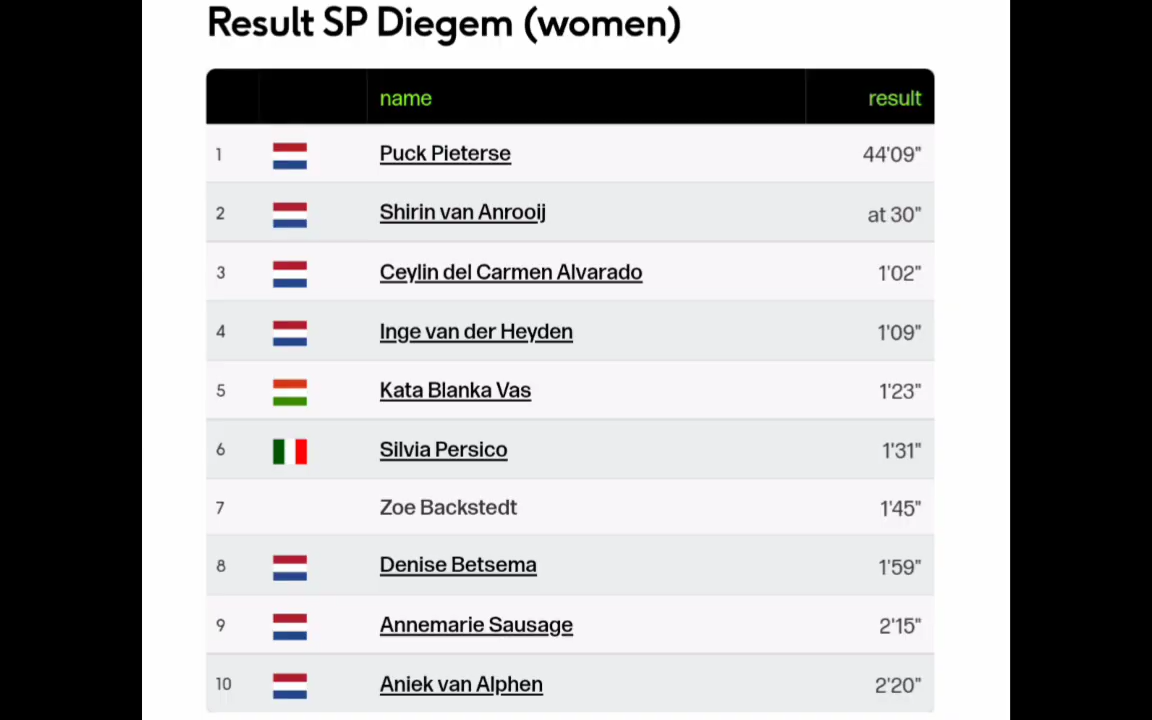 Result SP Diegem (women)
name result
1 Puck Pieterse 44'09"
2 Shirin van Anrooij at 30"
3 Ceylin del Carmen Alvarado 1'02"
4 Inge van der Heyden 1'09"
5 Kata Blanka Vas 1'23"
6 Silvia Persico 1'31"
7 Zoe Backstedt 1'45"
8 Denise Betsema 1'59"
9 Annemarie Sausage 2'15"
10 Aniek van Alphen 2'20"